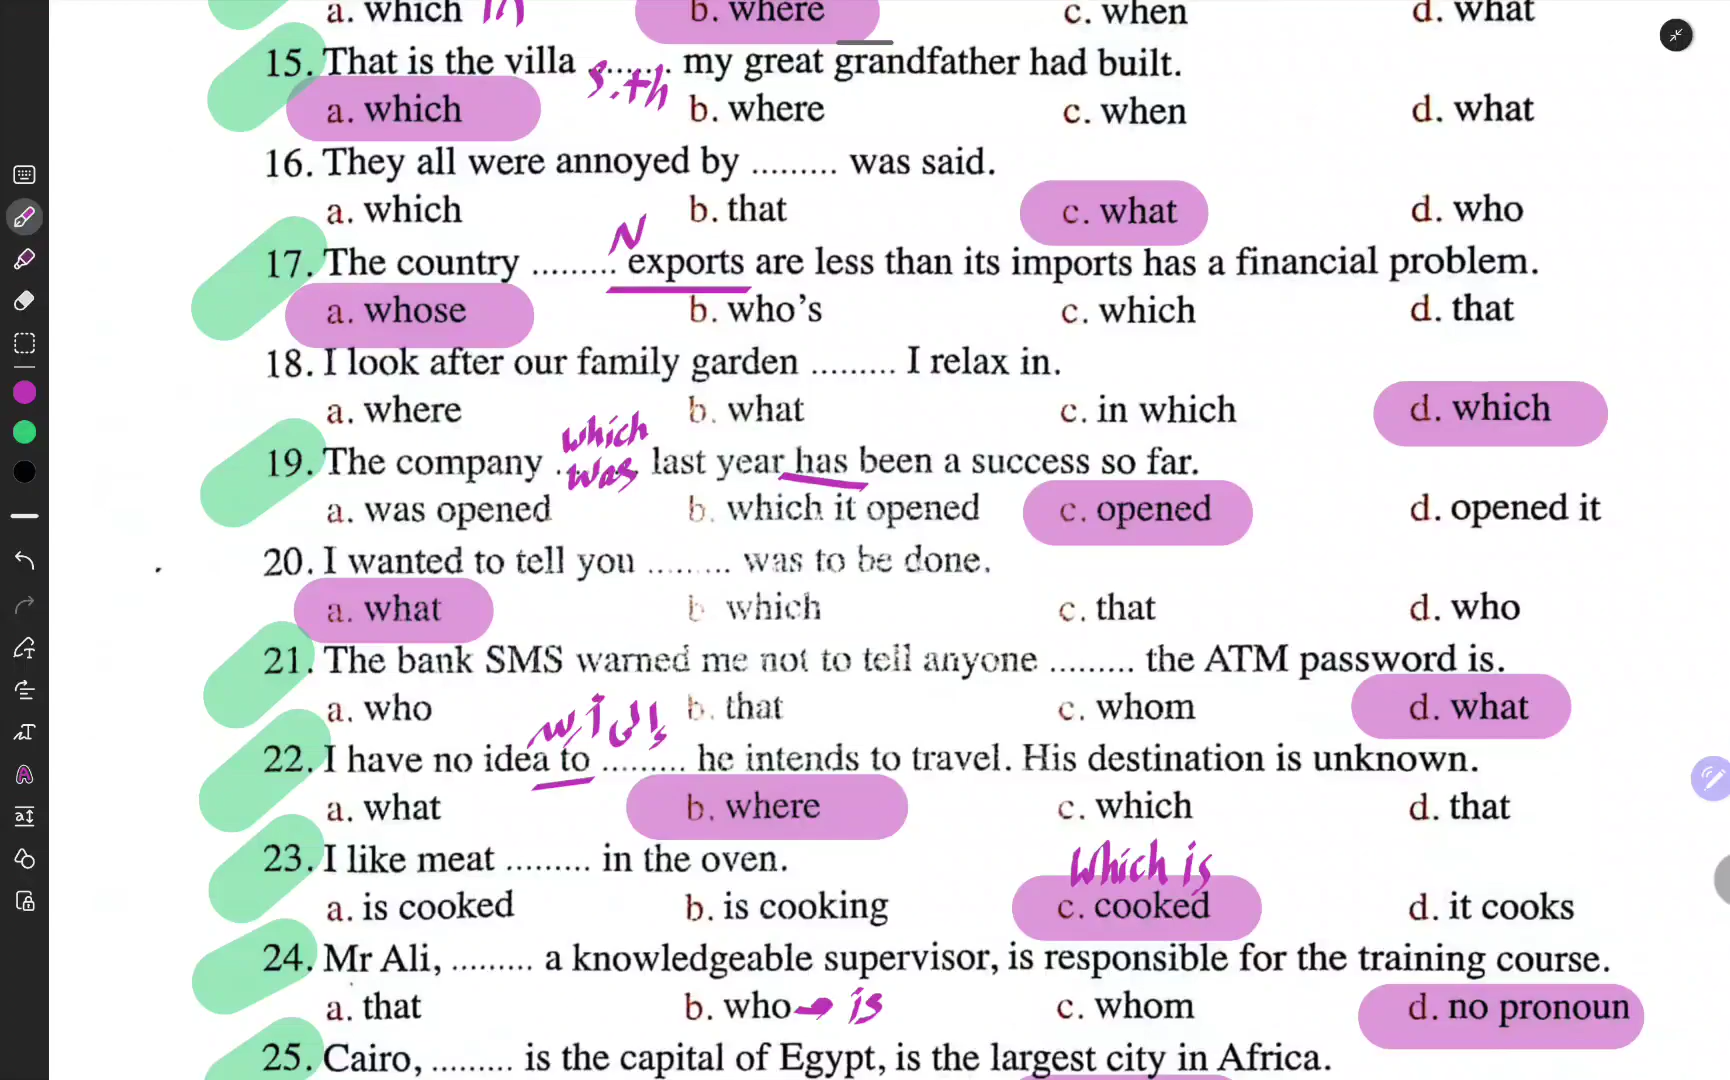 a. which in b. where c. when d. what
15. That is the villa ......... my great grandfather had built.
s.th
a. which b. where c. when d. what
16. They all were annoyed by ......... was said.
a. which b. that c. what d. who
N
17. The country ......... exports are less than its imports has a financial problem.
a. whose b. who's c. which d. that
18. I look after our family garden ......... I relax in.
a. where b. what c. in which d. which
which
19. The company ......... last year has been a success so far.
was
a. was opened b. which it opened c. opened d. opened it
20. I wanted to tell you ......... was to be done.
a. what b. which c. that d. who
21. The bank SMS warned me not to tell anyone ......... the ATM password is.
a. who b. that c. whom d. what
إلى أين
22. I have no idea to ......... he intends to travel. His destination is unknown.
a. what b. where c. which d. that
23. I like meat ......... in the oven.
which is
a. is cooked b. is cooking c. cooked d. it cooks
24. Mr Ali, ......... a knowledgeable supervisor, is responsible for the training course.
a. that b. who → is c. whom d. no pronoun
25. Cairo, ......... is the capital of Egypt, is the largest city in Africa.